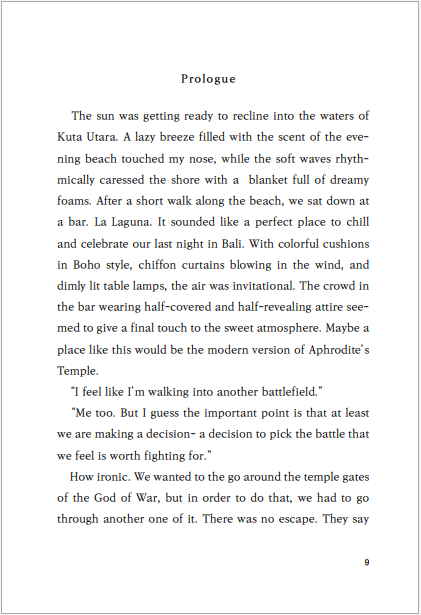 Prologue
The sun was getting ready to recline into the waters of
Kuta Utara. A lazy breeze filled with the scent of the eve-
ning beach touched my nose, while the soft waves rhyth-
mically caressed the shore with a  blanket full of dreamy
foams. After a short walk along the beach, we sat down at
a bar. La Laguna. It sounded like a perfect place to chill
and celebrate our last night in Bali. With colorful cushions
in Boho style, chiffon curtains blowing in the wind, and
dimly lit table lamps, the air was invitational. The crowd in
the bar wearing half-covered and half-revealing attire see-
med to give a final touch to the sweet atmosphere. Maybe a
place like this would be the modern version of Aphrodite's
Temple.
"I feel like I'm walking into another battlefield."
"Me too. But I guess the important point is that at least
we are making a decision- a decision to pick the battle that
we feel is worth fighting for."
How ironic. We wanted to the go around the temple gates
of the God of War, but in order to do that, we had to go
through another one of it. There was no escape. They say
9